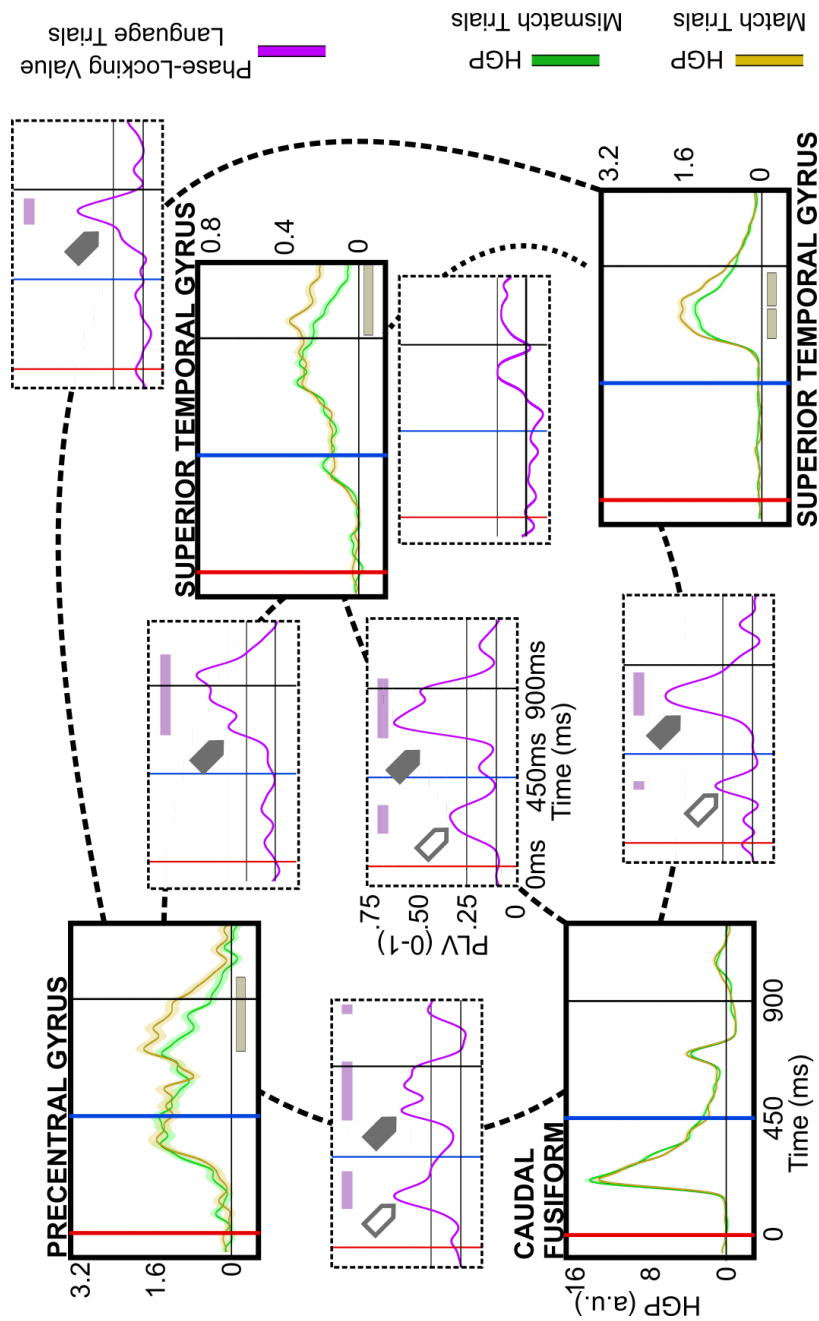 PRECENTRAL GYRUS
3.2
1.6
0
SUPERIOR TEMPORAL GYRUS
0.8
0.4
0
.75
.50
.25
0
PLV (0-1)
0ms
450ms
900ms
Time (ms)
CAUDAL
FUSIFORM
16
8
0
HGP (a.u.)
0
450
900
Time (ms)
SUPERIOR TEMPORAL GYRUS
3.2
1.6
0
Phase-Locking Value
Language Trials
HGP
Mismatch Trials
HGP
Match Trials